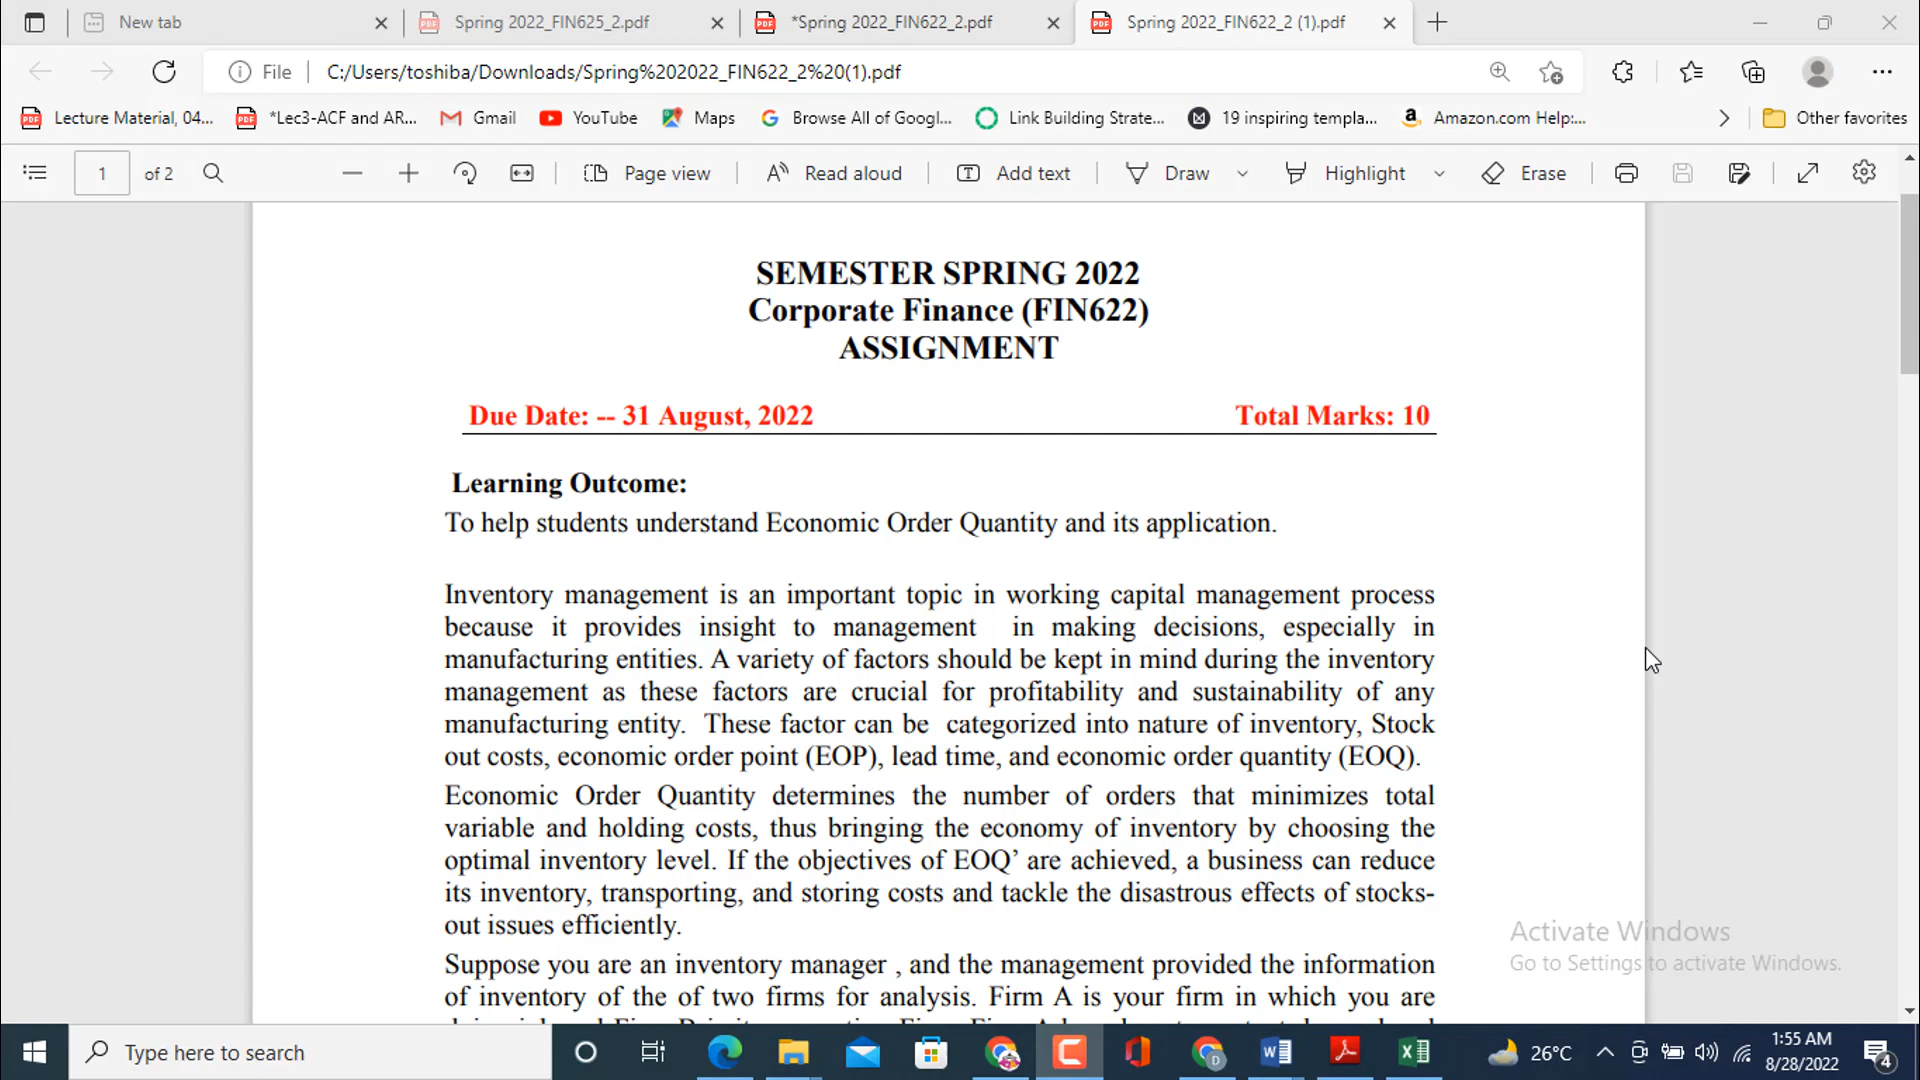 New tab
Spring 2022_FIN625_2.pdf
*Spring 2022_FIN622_2.pdf
Spring 2022_FIN622_2 (1).pdf
File
C:/Users/toshiba/Downloads/Spring%202022_FIN622_2%20(1).pdf
Lecture Material, 04...
*Lec3-ACF and AR...
Gmail
YouTube
Maps
Browse All of Googl...
Link Building Strate...
19 inspiring templa...
Amazon.com Help:...
Other favorites
1 of 2
Page view
Read aloud
Add text
Draw
Highlight
Erase
SEMESTER SPRING 2022
Corporate Finance (FIN622)
ASSIGNMENT
Due Date: -- 31 August, 2022 Total Marks: 10
Learning Outcome:
To help students understand Economic Order Quantity and its application.
Inventory management is an important topic in working capital management process
because it provides insight to management in making decisions, especially in
manufacturing entities. A variety of factors should be kept in mind during the inventory
management as these factors are crucial for profitability and sustainability of any
manufacturing entity. These factor can be categorized into nature of inventory, Stock
out costs, economic order point (EOP), lead time, and economic order quantity (EOQ).
Economic Order Quantity determines the number of orders that minimizes total
variable and holding costs, thus bringing the economy of inventory by choosing the
optimal inventory level. If the objectives of EOQ’ are achieved, a business can reduce
its inventory, transporting, and storing costs and tackle the disastrous effects of stocks-
out issues efficiently.
Suppose you are an inventory manager , and the management provided the information
of inventory of the of two firms for analysis. Firm A is your firm in which you are
Activate Windows
Go to Settings to activate Windows.
Type here to search
26°C
1:55 AM
8/28/2022
4